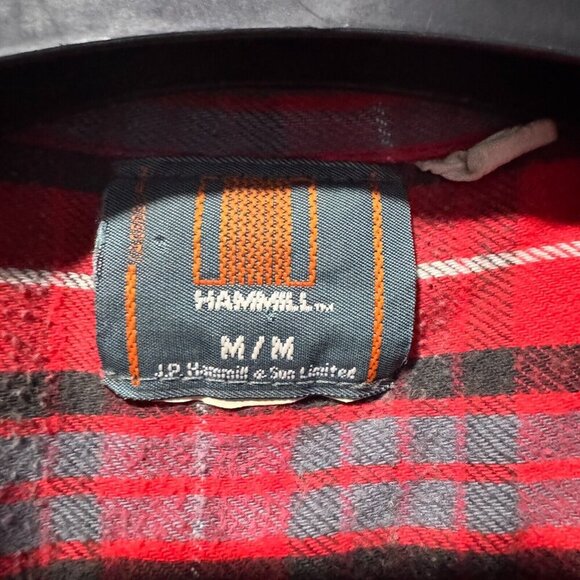 HAMMILL™
M / M
J.P. Hammill & Son Limited